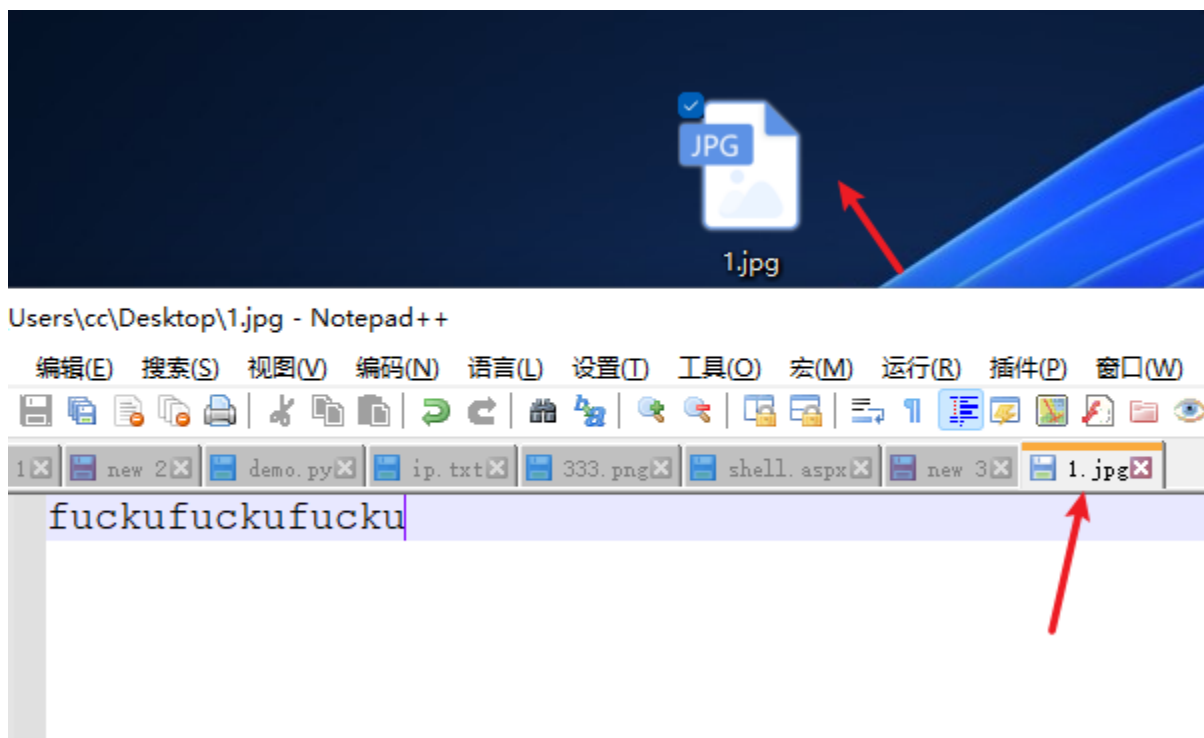 JPG
1.jpg
Users\cc\Desktop\1.jpg - Notepad++
编辑(E) 搜索(S) 视图(V) 编码(N) 语言(L) 设置(T) 工具(O) 宏(M) 运行(R) 插件(P) 窗口(W)
1 new 2 demo.py ip.txt 333.png shell.aspx new 3 1.jpg
fuckufuckufucku